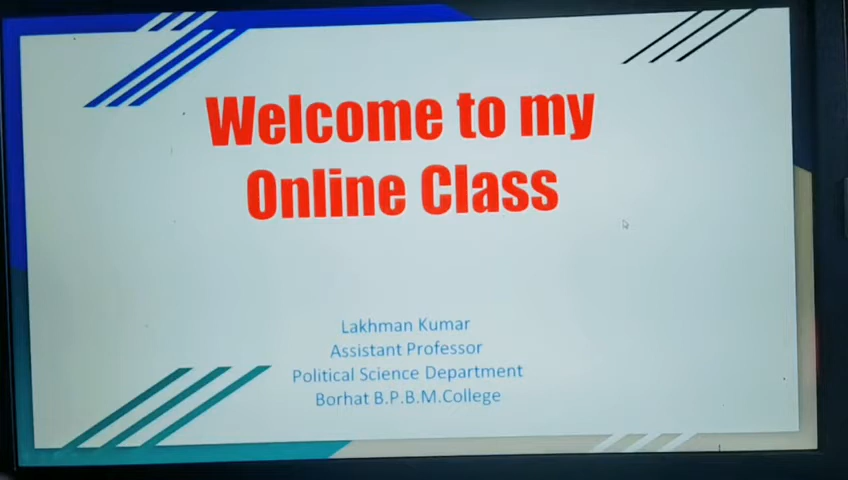 Welcome to my
Online Class
Lakhman Kumar
Assistant Professor
Political Science Department
Borhat B.P.B.M.College